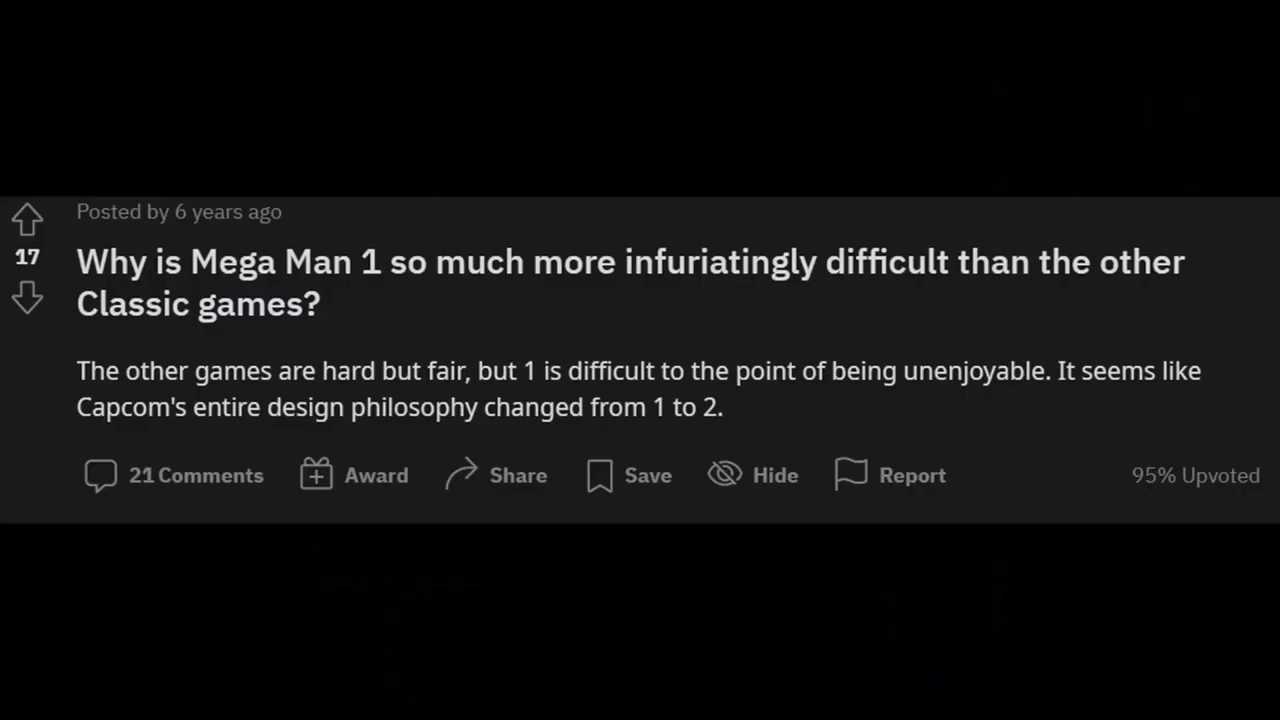 Posted by 6 years ago
17
Why is Mega Man 1 so much more infuriatingly difficult than the other
Classic games?
The other games are hard but fair, but 1 is difficult to the point of being unenjoyable. It seems like
Capcom's entire design philosophy changed from 1 to 2.
21 Comments Award Share Save Hide Report 95% Upvoted